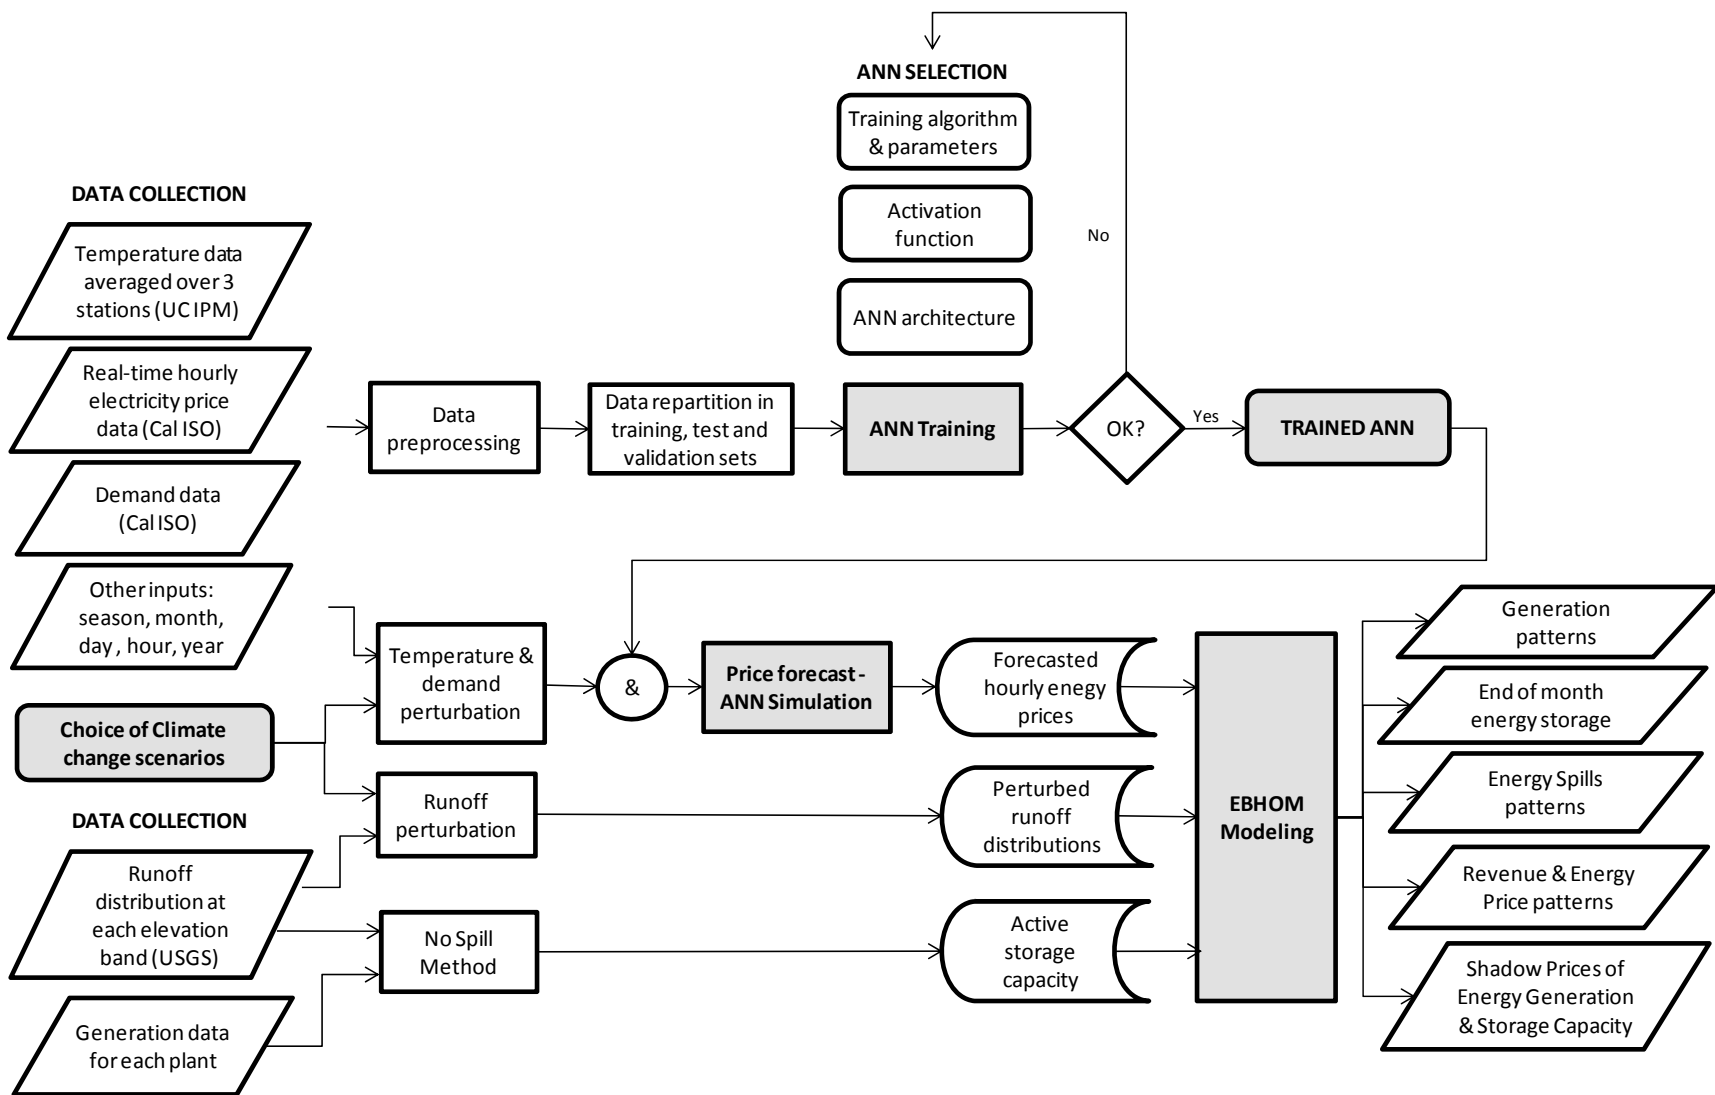 ANN SELECTION
Training algorithm
& parameters
Activation
function
ANN architecture
No
DATA COLLECTION
Temperature data
averaged over 3
stations (UC IPM)
Real-time hourly
electricity price
data (Cal ISO)
Demand data
(Cal ISO)
Other inputs:
season, month,
day , hour, year
Data
preprocessing
Data repartition in
training, test and
validation sets
ANN Training
OK?
Yes
TRAINED ANN
Choice of Climate
change scenarios
Temperature &
demand
perturbation
&
Price forecast -
ANN Simulation
Forecasted
hourly enegy
prices
Runoff
perturbation
Perturbed
runoff
distributions
DATA COLLECTION
Runoff
distribution at
each elevation
band (USGS)
Generation data
for each plant
No Spill
Method
Active
storage
capacity
EBHOM
Modeling
Generation
patterns
End of month
energy storage
Energy Spills
patterns
Revenue & Energy
Price patterns
Shadow Prices of
Energy Generation
& Storage Capacity